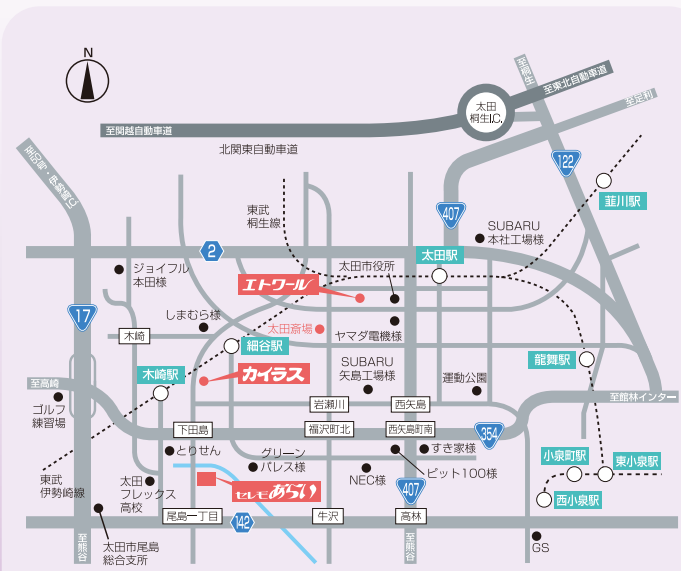 N
至桐生
至東北自動車道
太田
桐生I.C.
至足利
至関越自動車道
北関東自動車道
至50号・伊勢崎I.C.
122
韮川駅
東武
桐生線
407
SUBARU
本社工場様
2
太田駅
ジョイフル
本田様
太田市役所
エトワール
17
しまむら様
太田斎場
ヤマダ電機様
木崎
細谷駅
龍舞駅
木崎駅
カイラス
SUBARU
矢島工場様
運動公園
至高崎
至館林インター
ゴルフ
練習場
岩瀬川
西矢島
下田島
福沢町北
西矢島町南
354
とりせん
グリーン
パレス様
すき家様
小泉町駅
東小泉駅
ピット100様
NEC様
東武
伊勢崎線
太田
フレックス
高校
セレモあらい
407
西小泉駅
尾島一丁目
142
牛沢
高林
至熊谷
太田市尾島
総合支所
至熊谷
GS